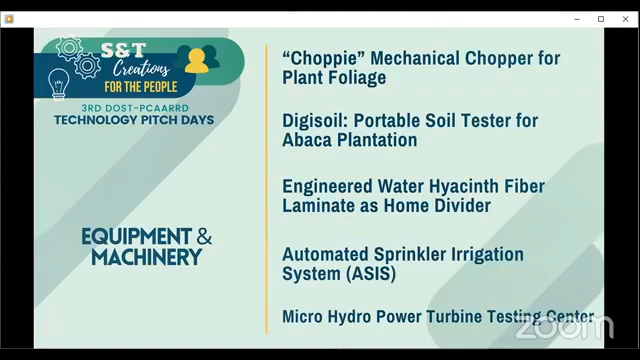 S&T
Creations
FOR THE PEOPLE
3RD DOST-PCAARRD
TECHNOLOGY PITCH DAYS
EQUIPMENT &
MACHINERY
“Choppie” Mechanical Chopper for
Plant Foliage
Digisoil: Portable Soil Tester for
Abaca Plantation
Engineered Water Hyacinth Fiber
Laminate as Home Divider
Automated Sprinkler Irrigation
System (ASIS)
Micro Hydro Power Turbine Testing Center
zoom